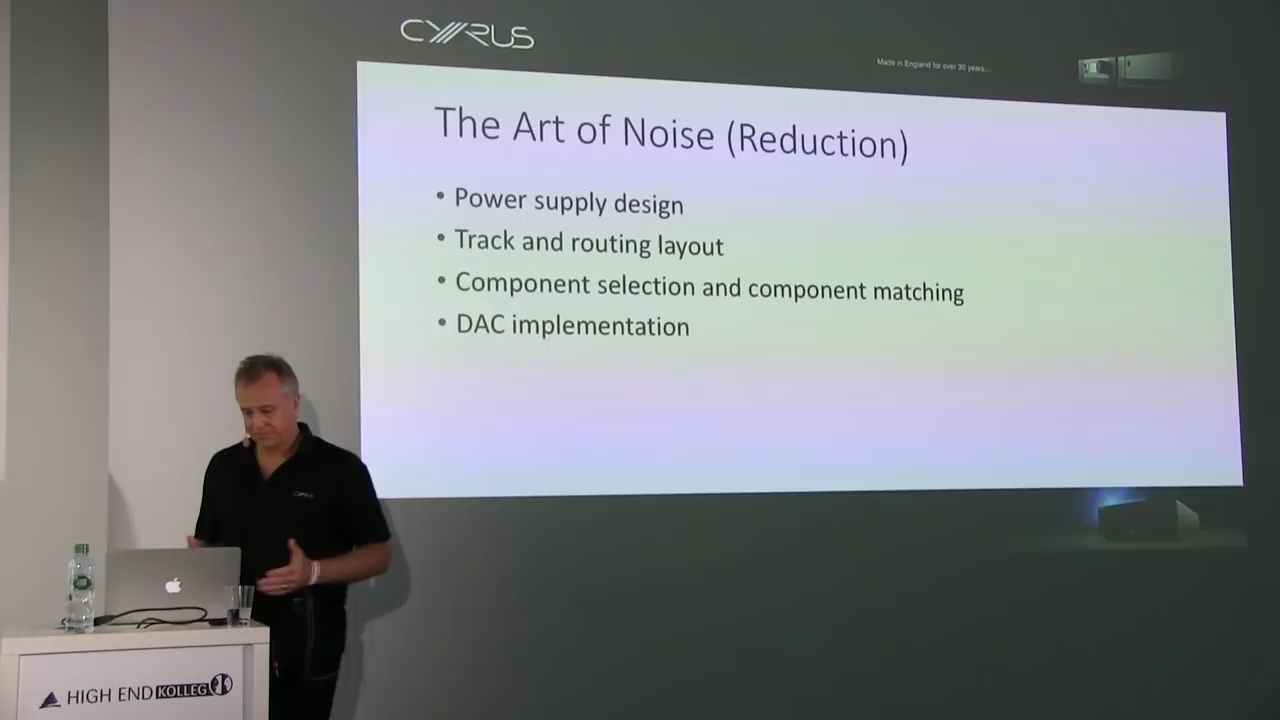 CYRUS
Made in England for over 30 years...
The Art of Noise (Reduction)
• Power supply design
• Track and routing layout
• Component selection and component matching
• DAC implementation
CYRUS
HIGH END KOLLEG